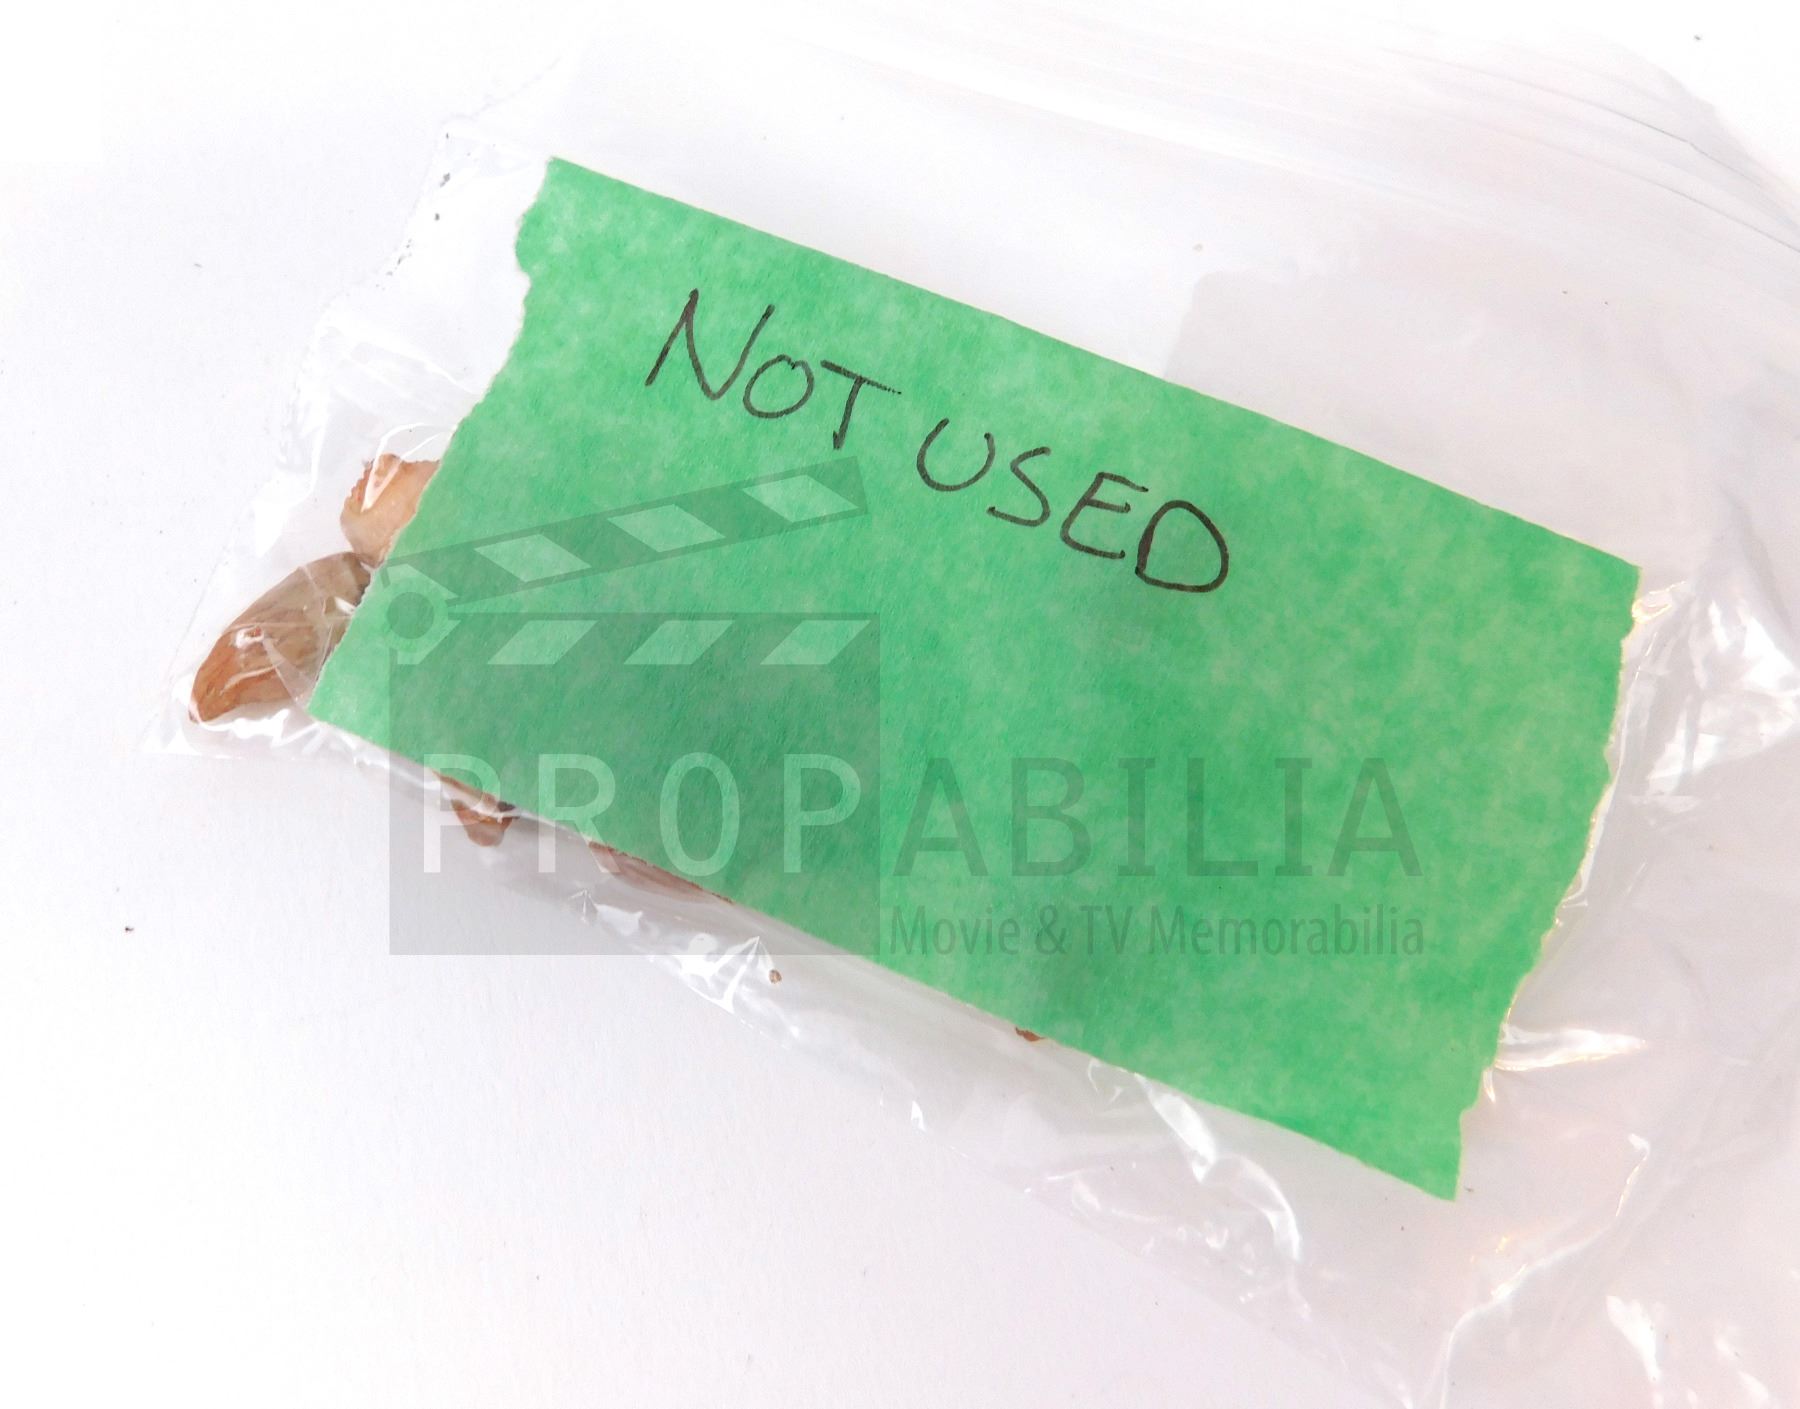 NOT USED
PROPABILIA
Movie & TV Memorabilia